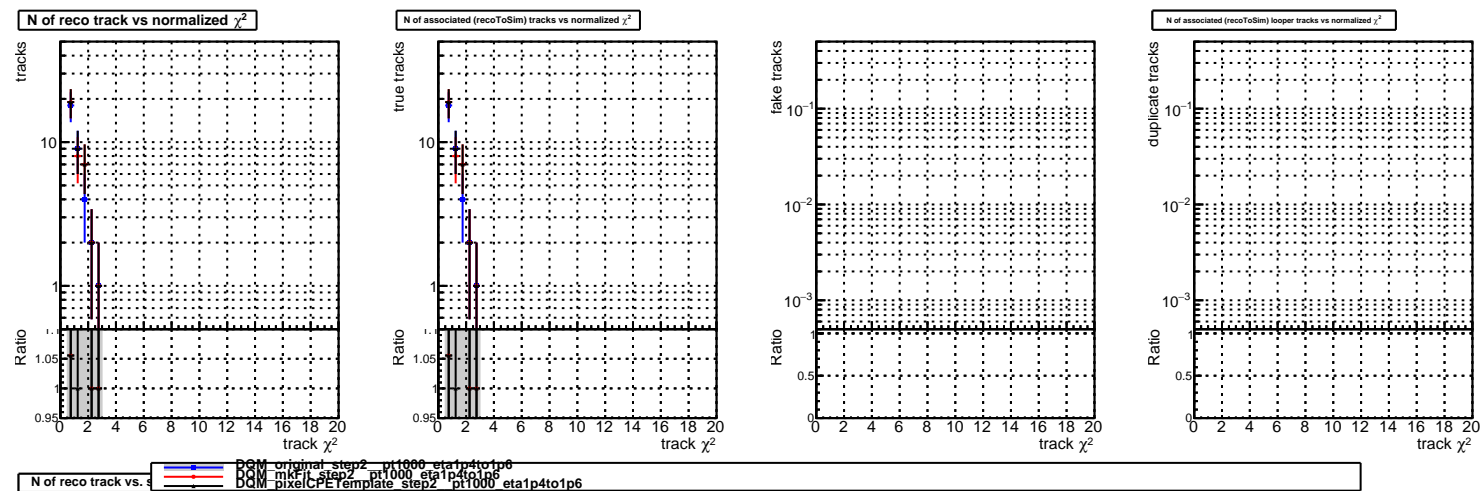 N of reco track vs normalized χ²
tracks
10
1
Ratio
1.1
1.05
1
0.95
0 2 4 6 8 10 12 14 16 18 20
track χ²
N of associated (recoToSim) tracks vs normalized χ²
true tracks
10
1
Ratio
1.1
1.05
1
0.95
0 2 4 6 8 10 12 14 16 18 20
track χ²
fake tracks
10⁻¹
10⁻²
10⁻³
Ratio
1
0.5
0
0 2 4 6 8 10 12 14 16 18 20
track χ²
N of associated (recoToSim) looper tracks vs normalized χ²
duplicate tracks
10⁻¹
10⁻²
10⁻³
Ratio
1
0.5
0
0 2 4 6 8 10 12 14 16 18 20
track χ²
N of reco track vs. s
DQM_original_step2__pt1000_eta1p4to1p6
DQM_mkFit_step2__pt1000_eta1p4to1p6
DQM_pixelCPETemplate_step2__pt1000_eta1p4to1p6